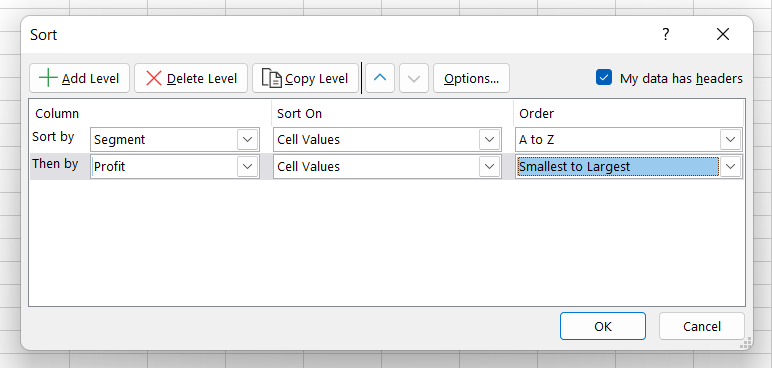 Sort ?
Add Level Delete Level Copy Level Options... My data has headers
Column Sort On Order
Sort by Segment Cell Values A to Z
Then by Profit Cell Values Smallest to Largest
OK Cancel